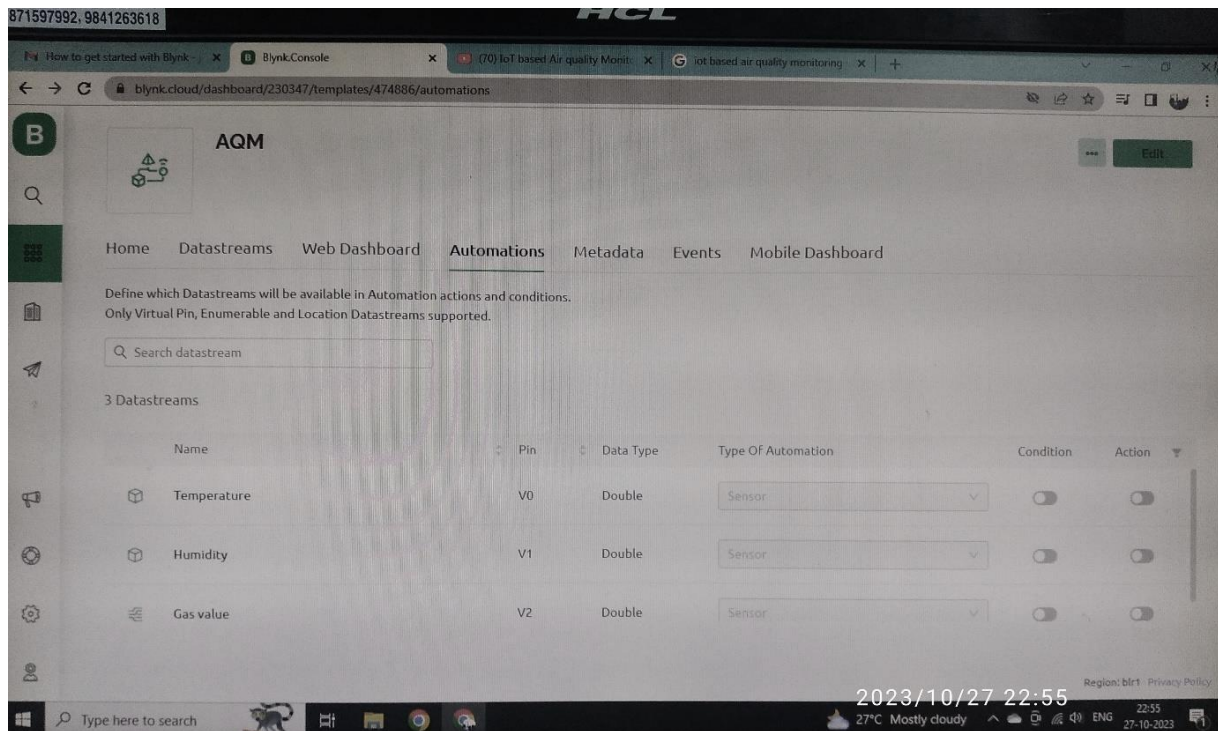 HCL
871597992, 9841263618
How to get started with Blynk -
Blynk.Console
(70) IoT based Air quality Monit
iot based air quality monitoring
blynk.cloud/dashboard/230347/templates/474886/automations
B
AQM
Edit
Home Datastreams Web Dashboard Automations Metadata Events Mobile Dashboard
Define which Datastreams will be available in Automation actions and conditions.
Only Virtual Pin, Enumerable and Location Datastreams supported.
Search datastream
3 Datastreams
Name Pin Data Type Type Of Automation Condition Action
Temperature V0 Double Sensor
Humidity V1 Double Sensor
Gas value V2 Double Sensor
Region: blr1 Privacy Policy
2023/10/27 22:55
Type here to search
27°C Mostly cloudy
ENG
22:55
27-10-2023
1